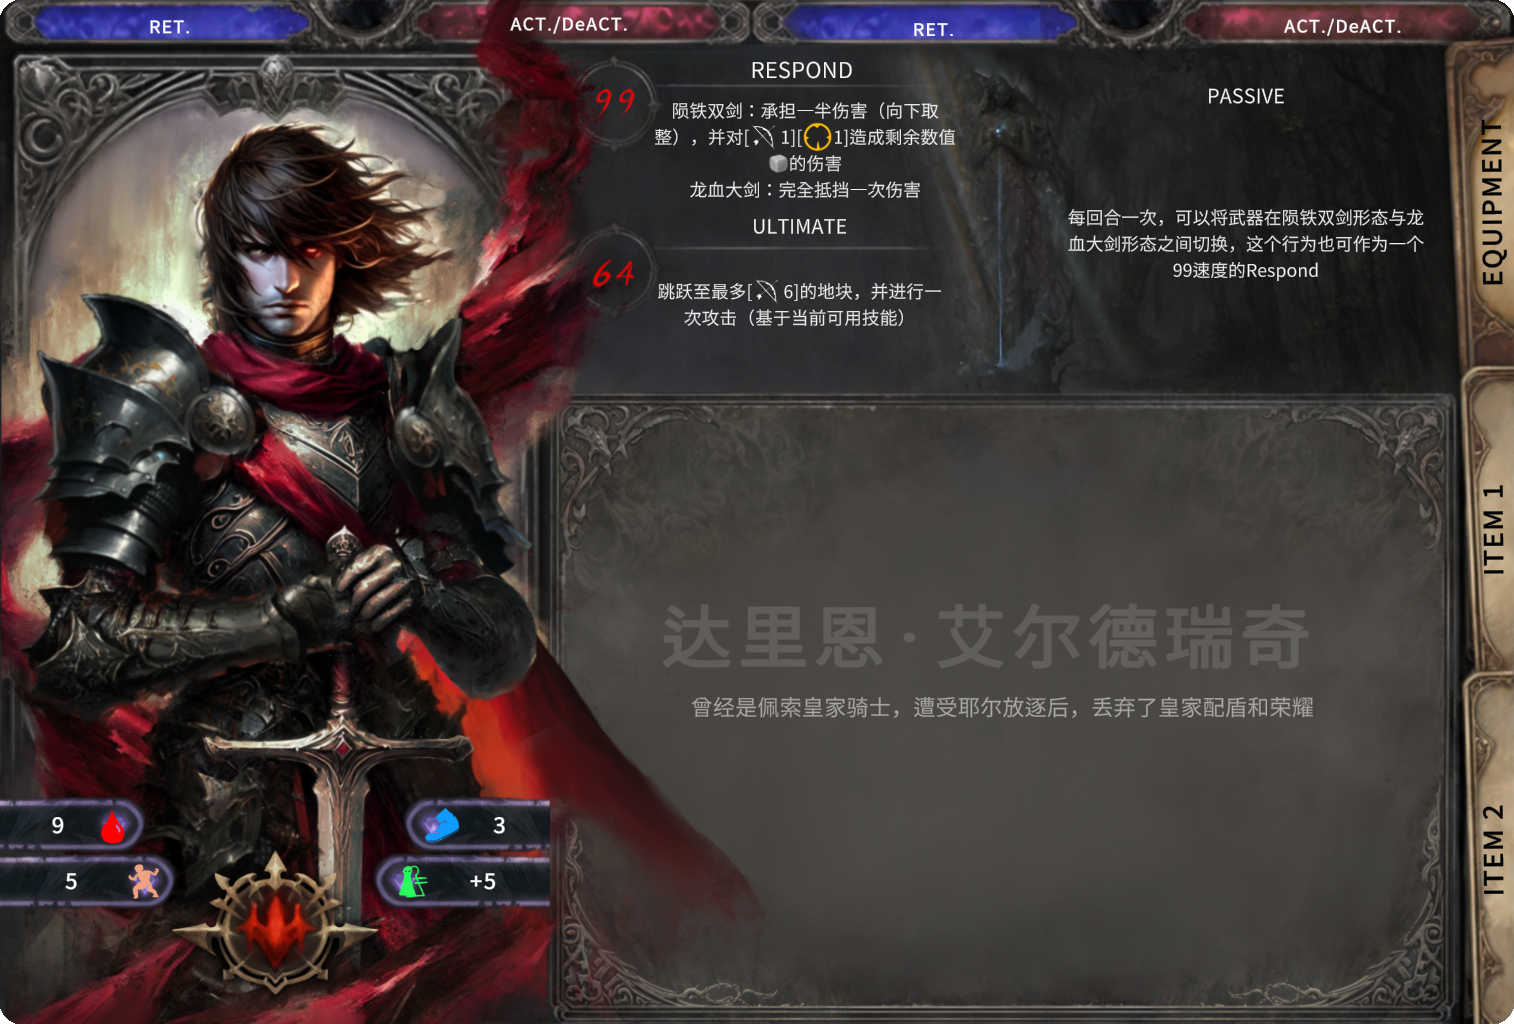 RET.
ACT./DeACT.
RET.
ACT./DeACT.
99
RESPOND
陨铁双剑：承担一半伤害（向下取
整），并对[ 1][ 1]造成剩余数值
的伤害
龙血大剑：完全抵挡一次伤害
64
ULTIMATE
跳跃至最多[ 6]的地块，并进行一
次攻击（基于当前可用技能）
PASSIVE
每回合一次，可以将武器在陨铁双剑形态与龙
血大剑形态之间切换，这个行为也可作为一个
99速度的Respond
EQUIPMENT
ITEM 1
ITEM 2
达里恩·艾尔德瑞奇
曾经是佩索皇家骑士，遭受耶尔放逐后，丢弃了皇家配盾和荣耀
9
3
5
+5